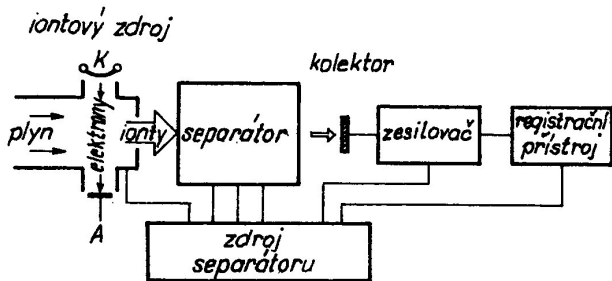 iontový zdroj
K
kolektor
plyn
elektrony
ionty
separátor
zesilovač
registrační
přístroj
A
zdroj
separátoru